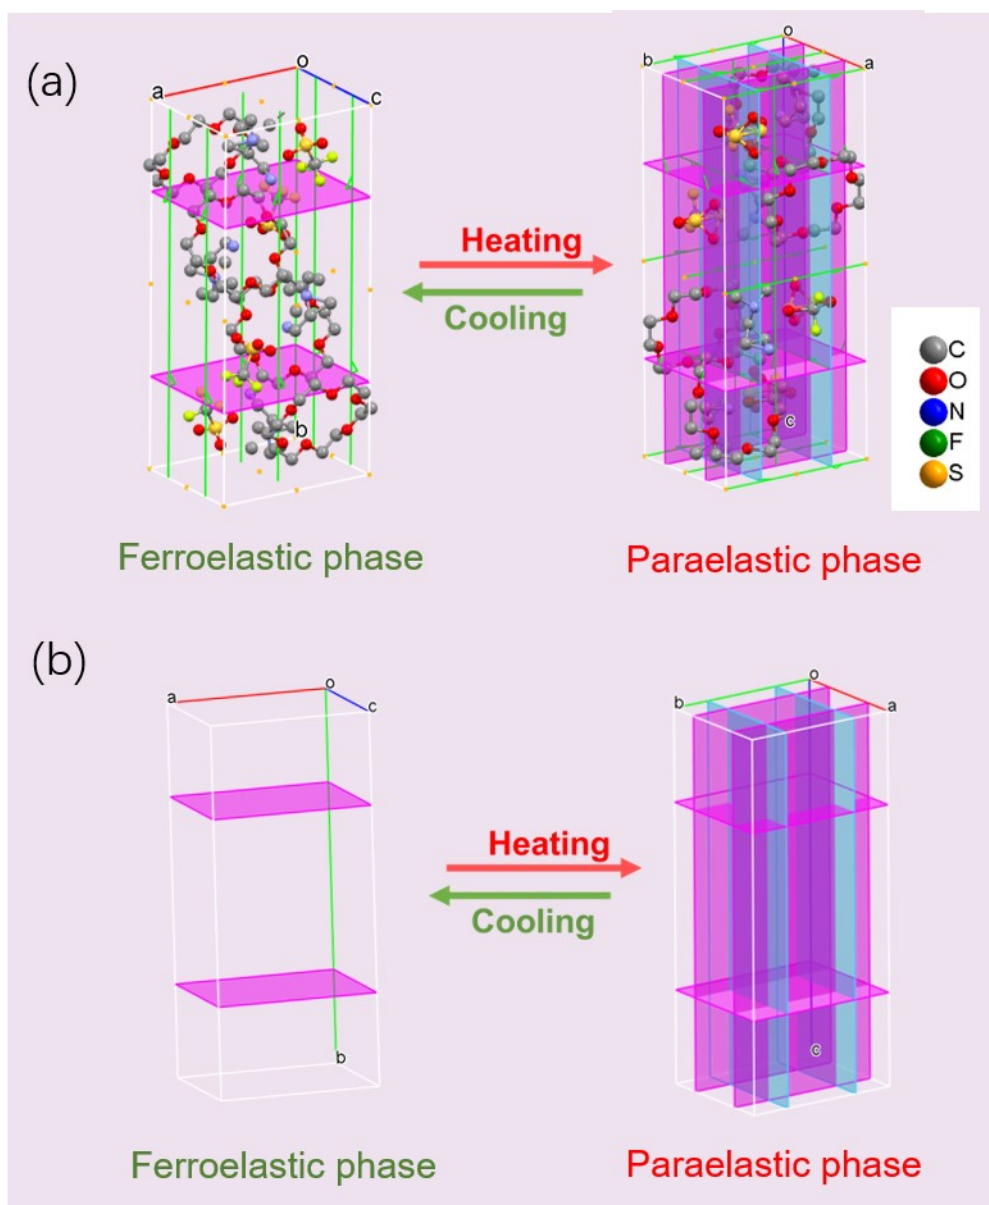 (a)
o
a
c
b
b
o
a
c
Heating
Cooling
C
O
N
F
S
Ferroelastic phase
Paraelastic phase
(b)
a
o
c
b
b
o
a
c
Heating
Cooling
Ferroelastic phase
Paraelastic phase